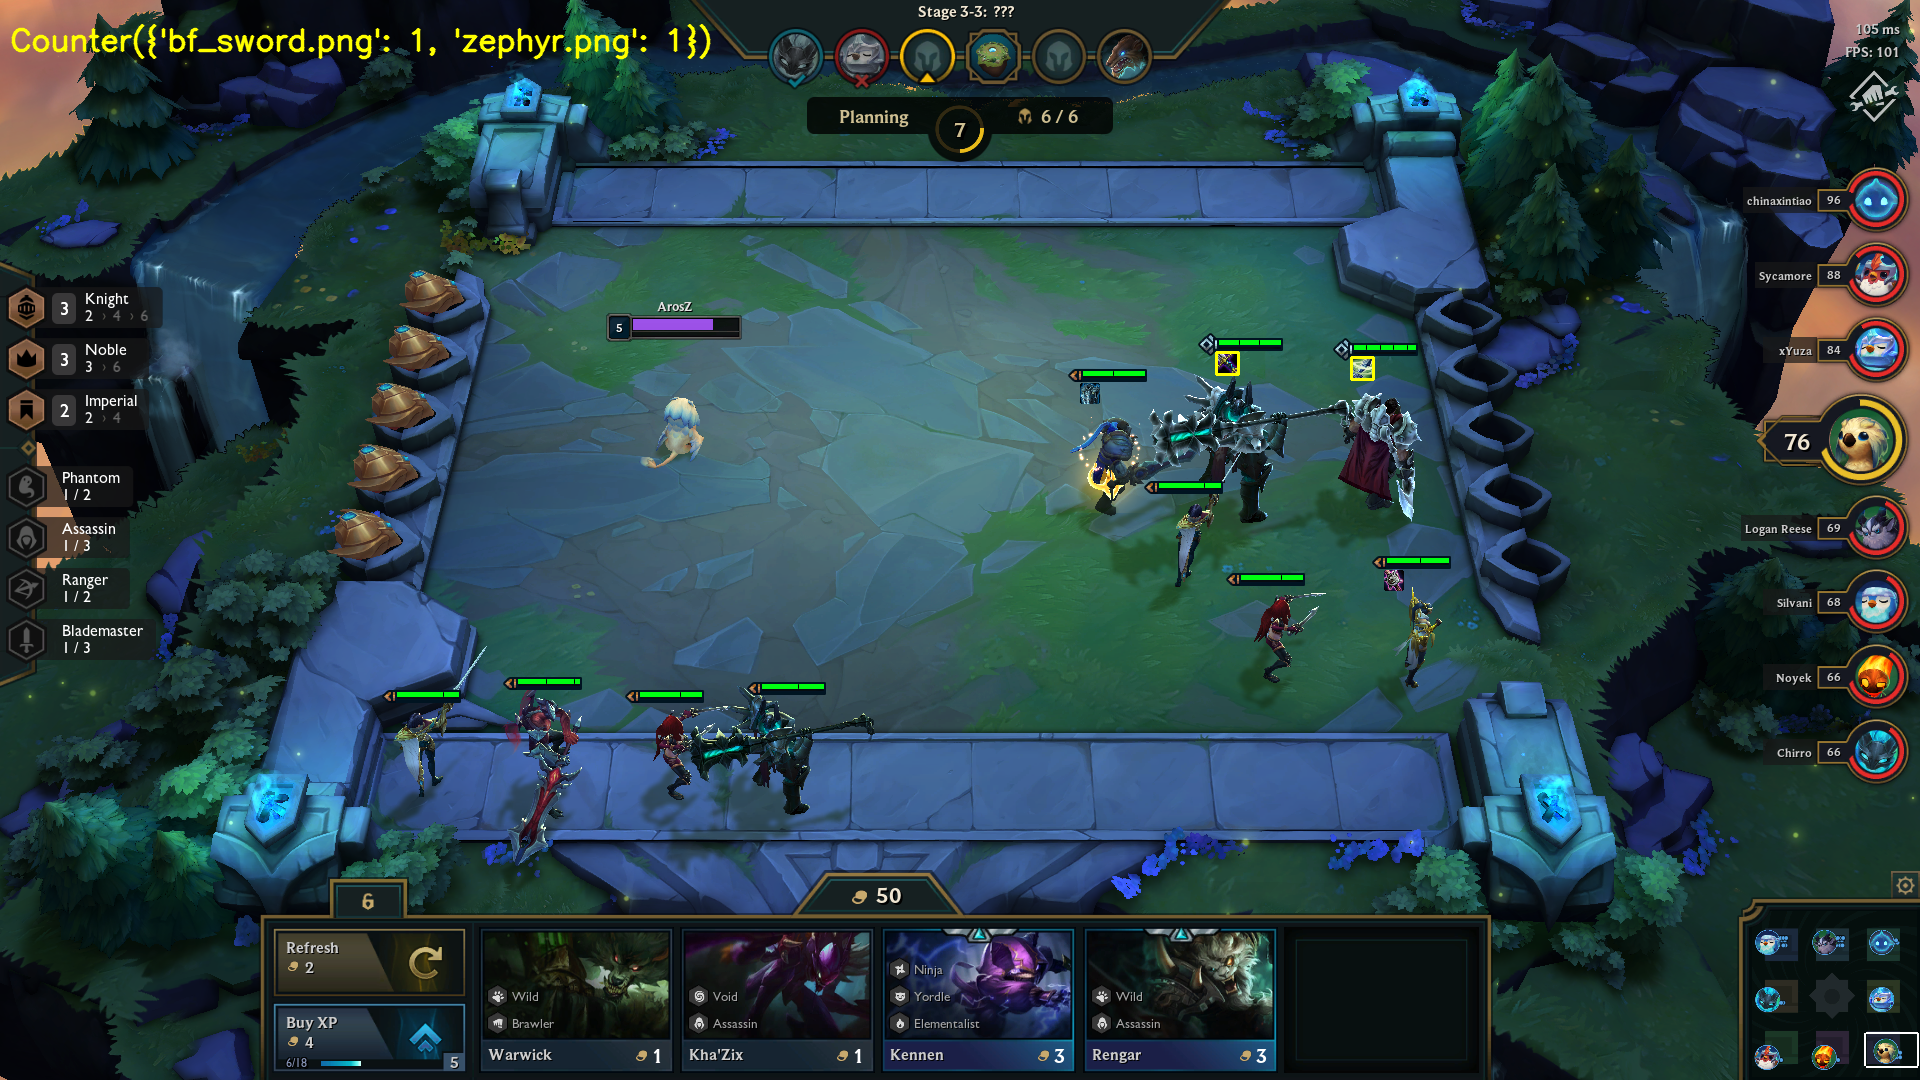 Stage 3-3: ???
Counter({'bf_sword.png': 1, 'zephyr.png': 1})
105 ms
FPS: 101
Planning
7
6 / 6
chinaxintiao 96
Sycamore 88
xYuza 84
76
Logan Reese 69
Silvani 68
Noyek 66
Chirro 66
3 Knight
2 › 4 › 6
3 Noble
3 › 6
2 Imperial
2 › 4
Phantom
1 / 2
Assassin
1 / 3
Ranger
1 / 2
Blademaster
1 / 3
ArosZ
5
6
50
Refresh
2
Buy XP
4
6/18
5
Wild
Brawler
Warwick 1
Void
Assassin
Kha'Zix 1
Ninja
Yordle
Elementalist
Kennen 3
Wild
Assassin
Rengar 3